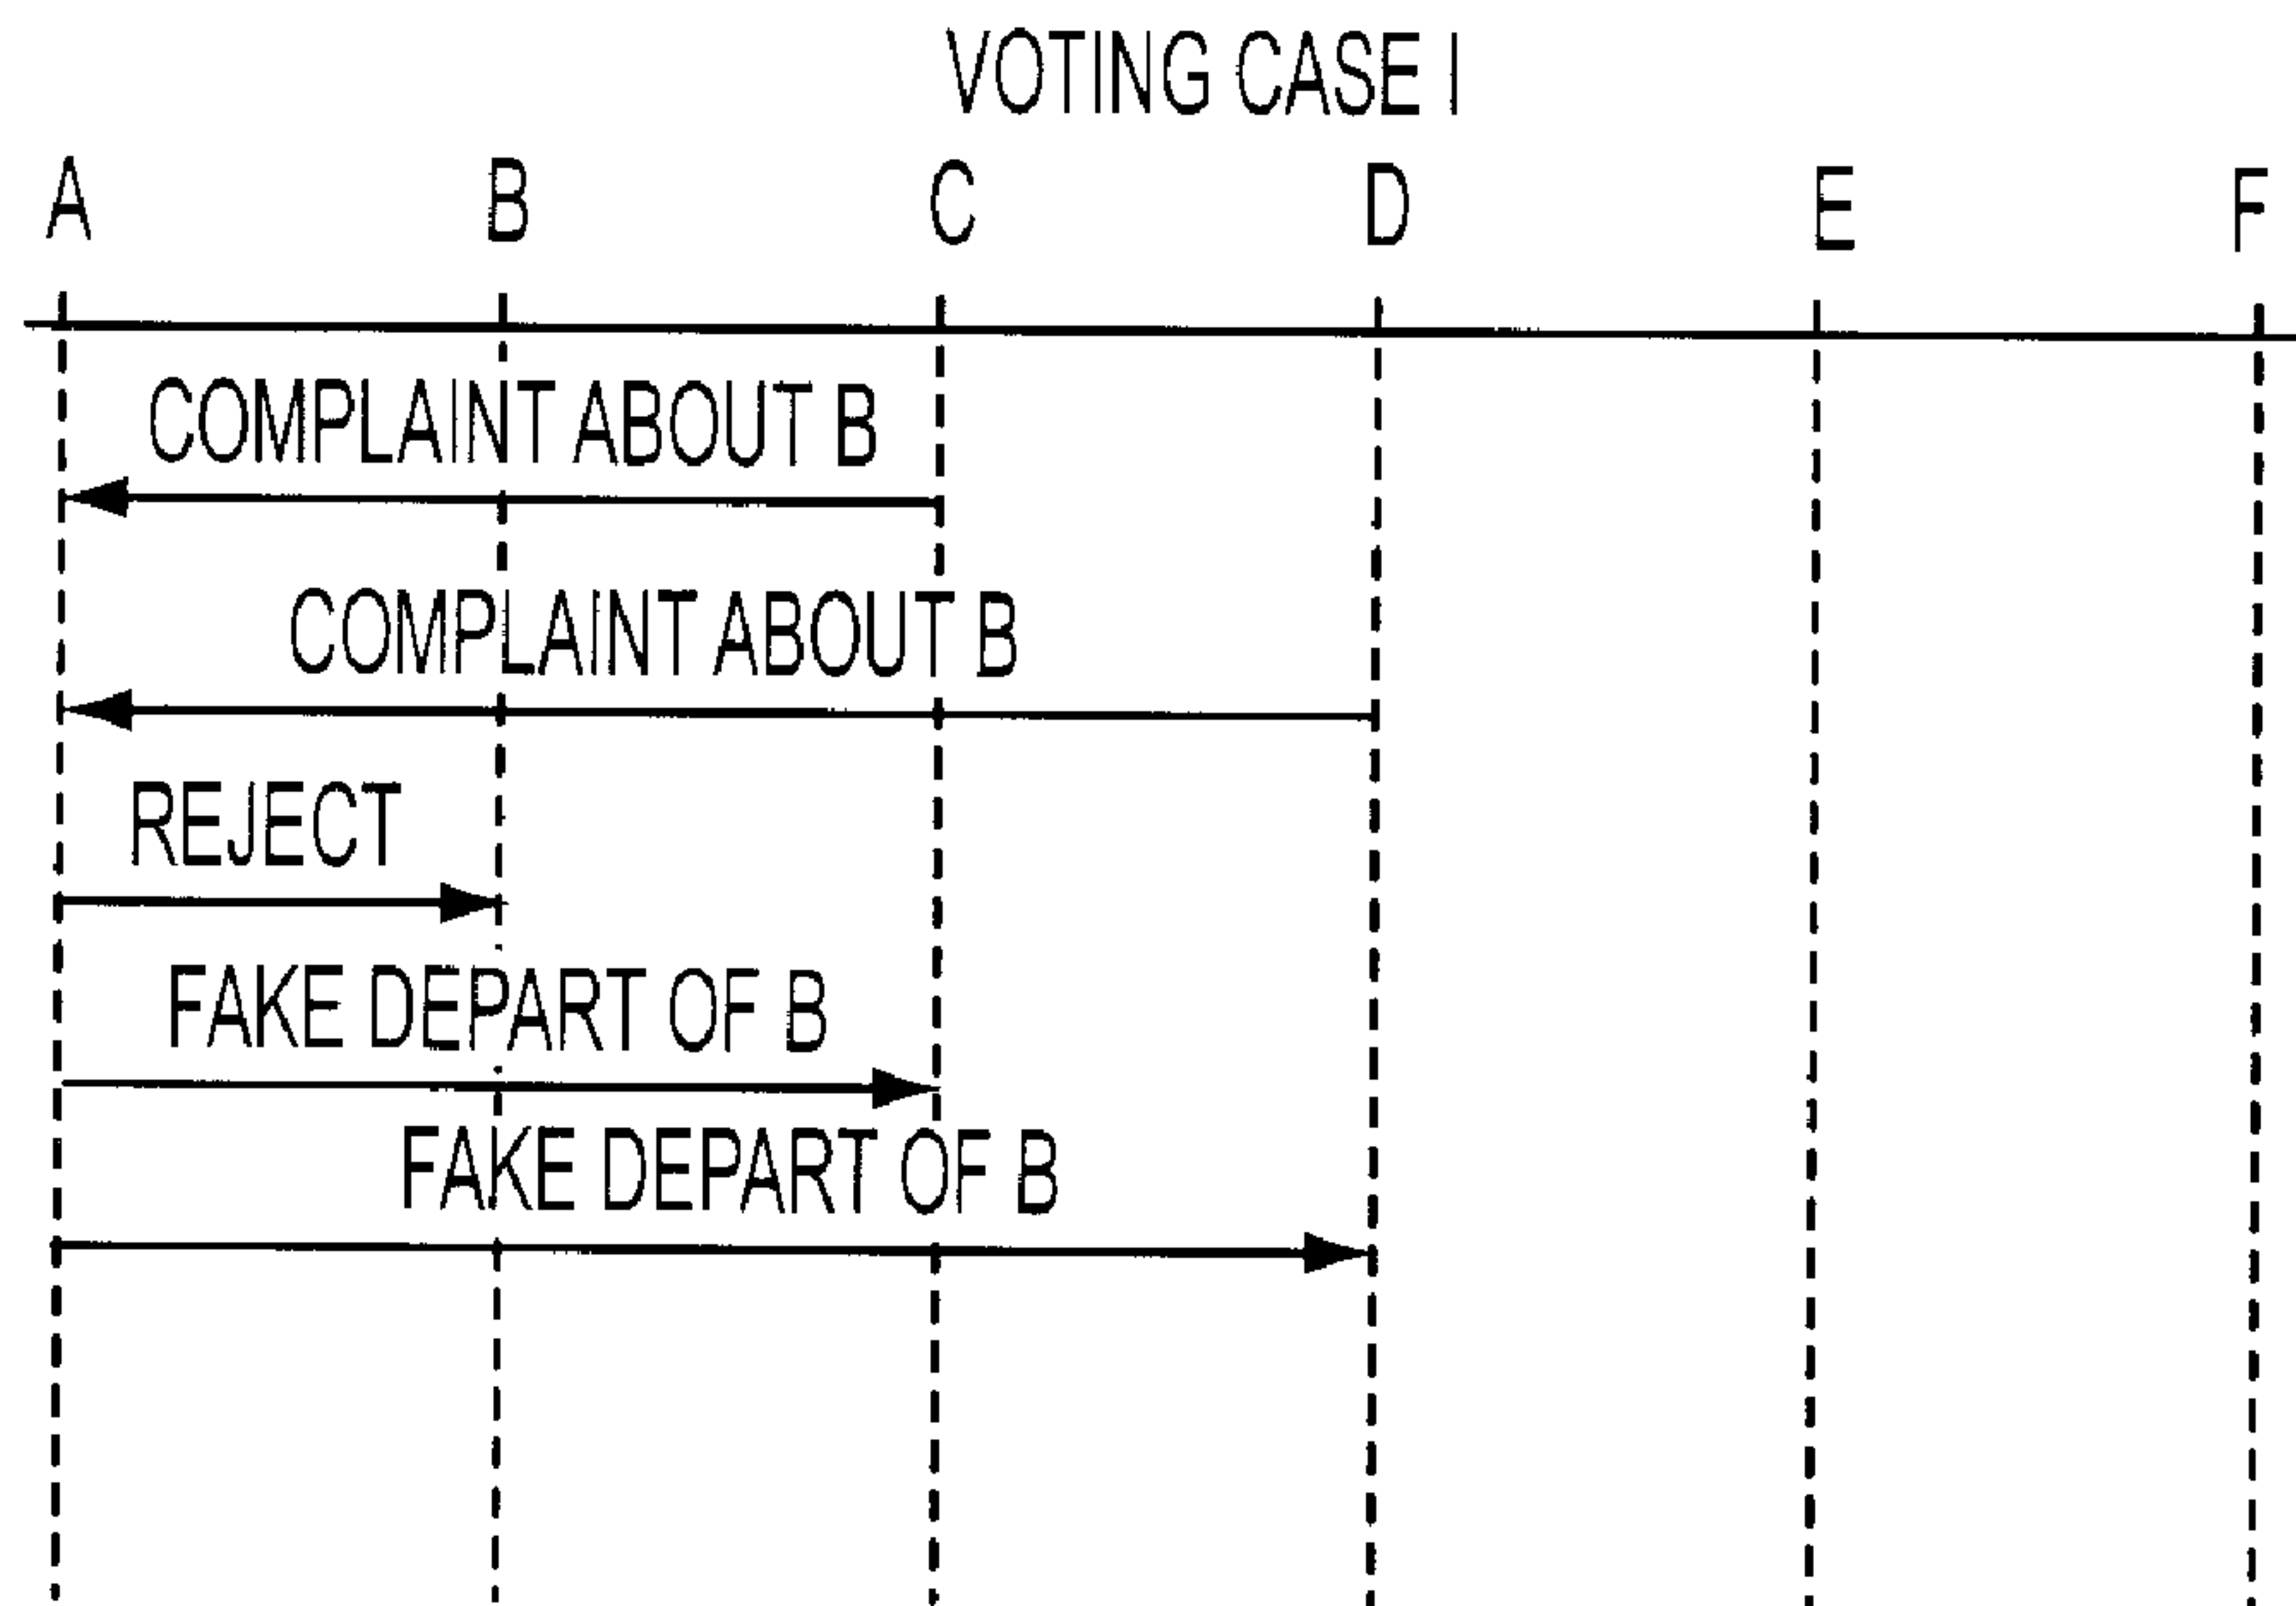 VOTING CASE I
A B C D E F
COMPLAINT ABOUT B
COMPLAINT ABOUT B
REJECT
FAKE DEPART OF B
FAKE DEPART OF B